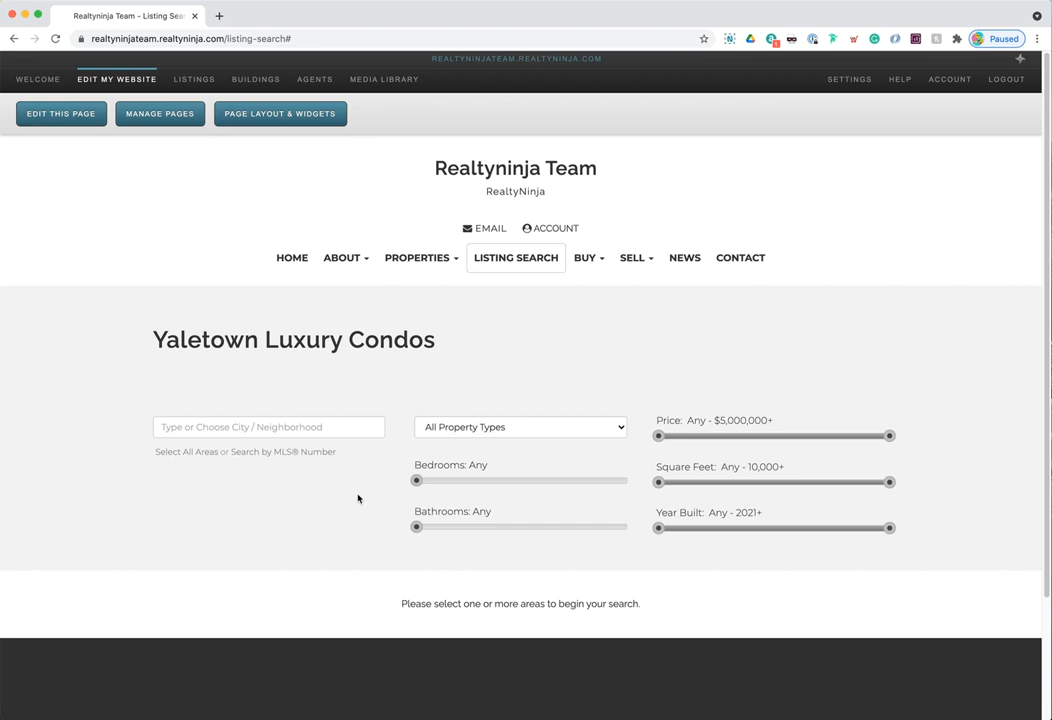 Realtyninja Team - Listing Sear
realtyninjateam.realtyninja.com/listing-search#
Paused
REALTYNINJATEAM.REALTYNINJA.COM
WELCOME EDIT MY WEBSITE LISTINGS BUILDINGS AGENTS MEDIA LIBRARY SETTINGS HELP ACCOUNT LOGOUT
EDIT THIS PAGE MANAGE PAGES PAGE LAYOUT & WIDGETS
Realtyninja Team
RealtyNinja
EMAIL ACCOUNT
HOME ABOUT PROPERTIES LISTING SEARCH BUY SELL NEWS CONTACT
Yaletown Luxury Condos
Type or Choose City / Neighborhood
Select All Areas or Search by MLS® Number
All Property Types
Bedrooms: Any
Bathrooms: Any
Price: Any - $5,000,000+
Square Feet: Any - 10,000+
Year Built: Any - 2021+
Please select one or more areas to begin your search.